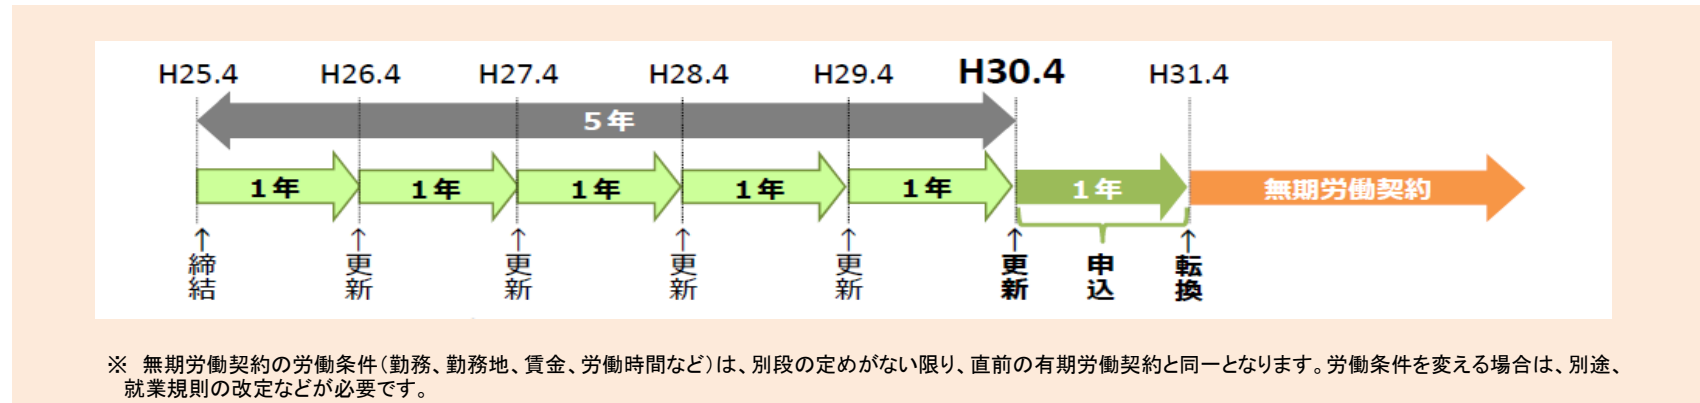 H25.4 H26.4 H27.4 H28.4 H29.4 H30.4 H31.4
5年
1年 1年 1年 1年 1年 1年 無期労働契約
↑締結 ↑更新 ↑更新 ↑更新 ↑更新 ↑更新 申込 ↑転換
※ 無期労働契約の労働条件(勤務、勤務地、賃金、労働時間など)は、別段の定めがない限り、直前の有期労働契約と同一となります。労働条件を変える場合は、別途、
就業規則の改定などが必要です。